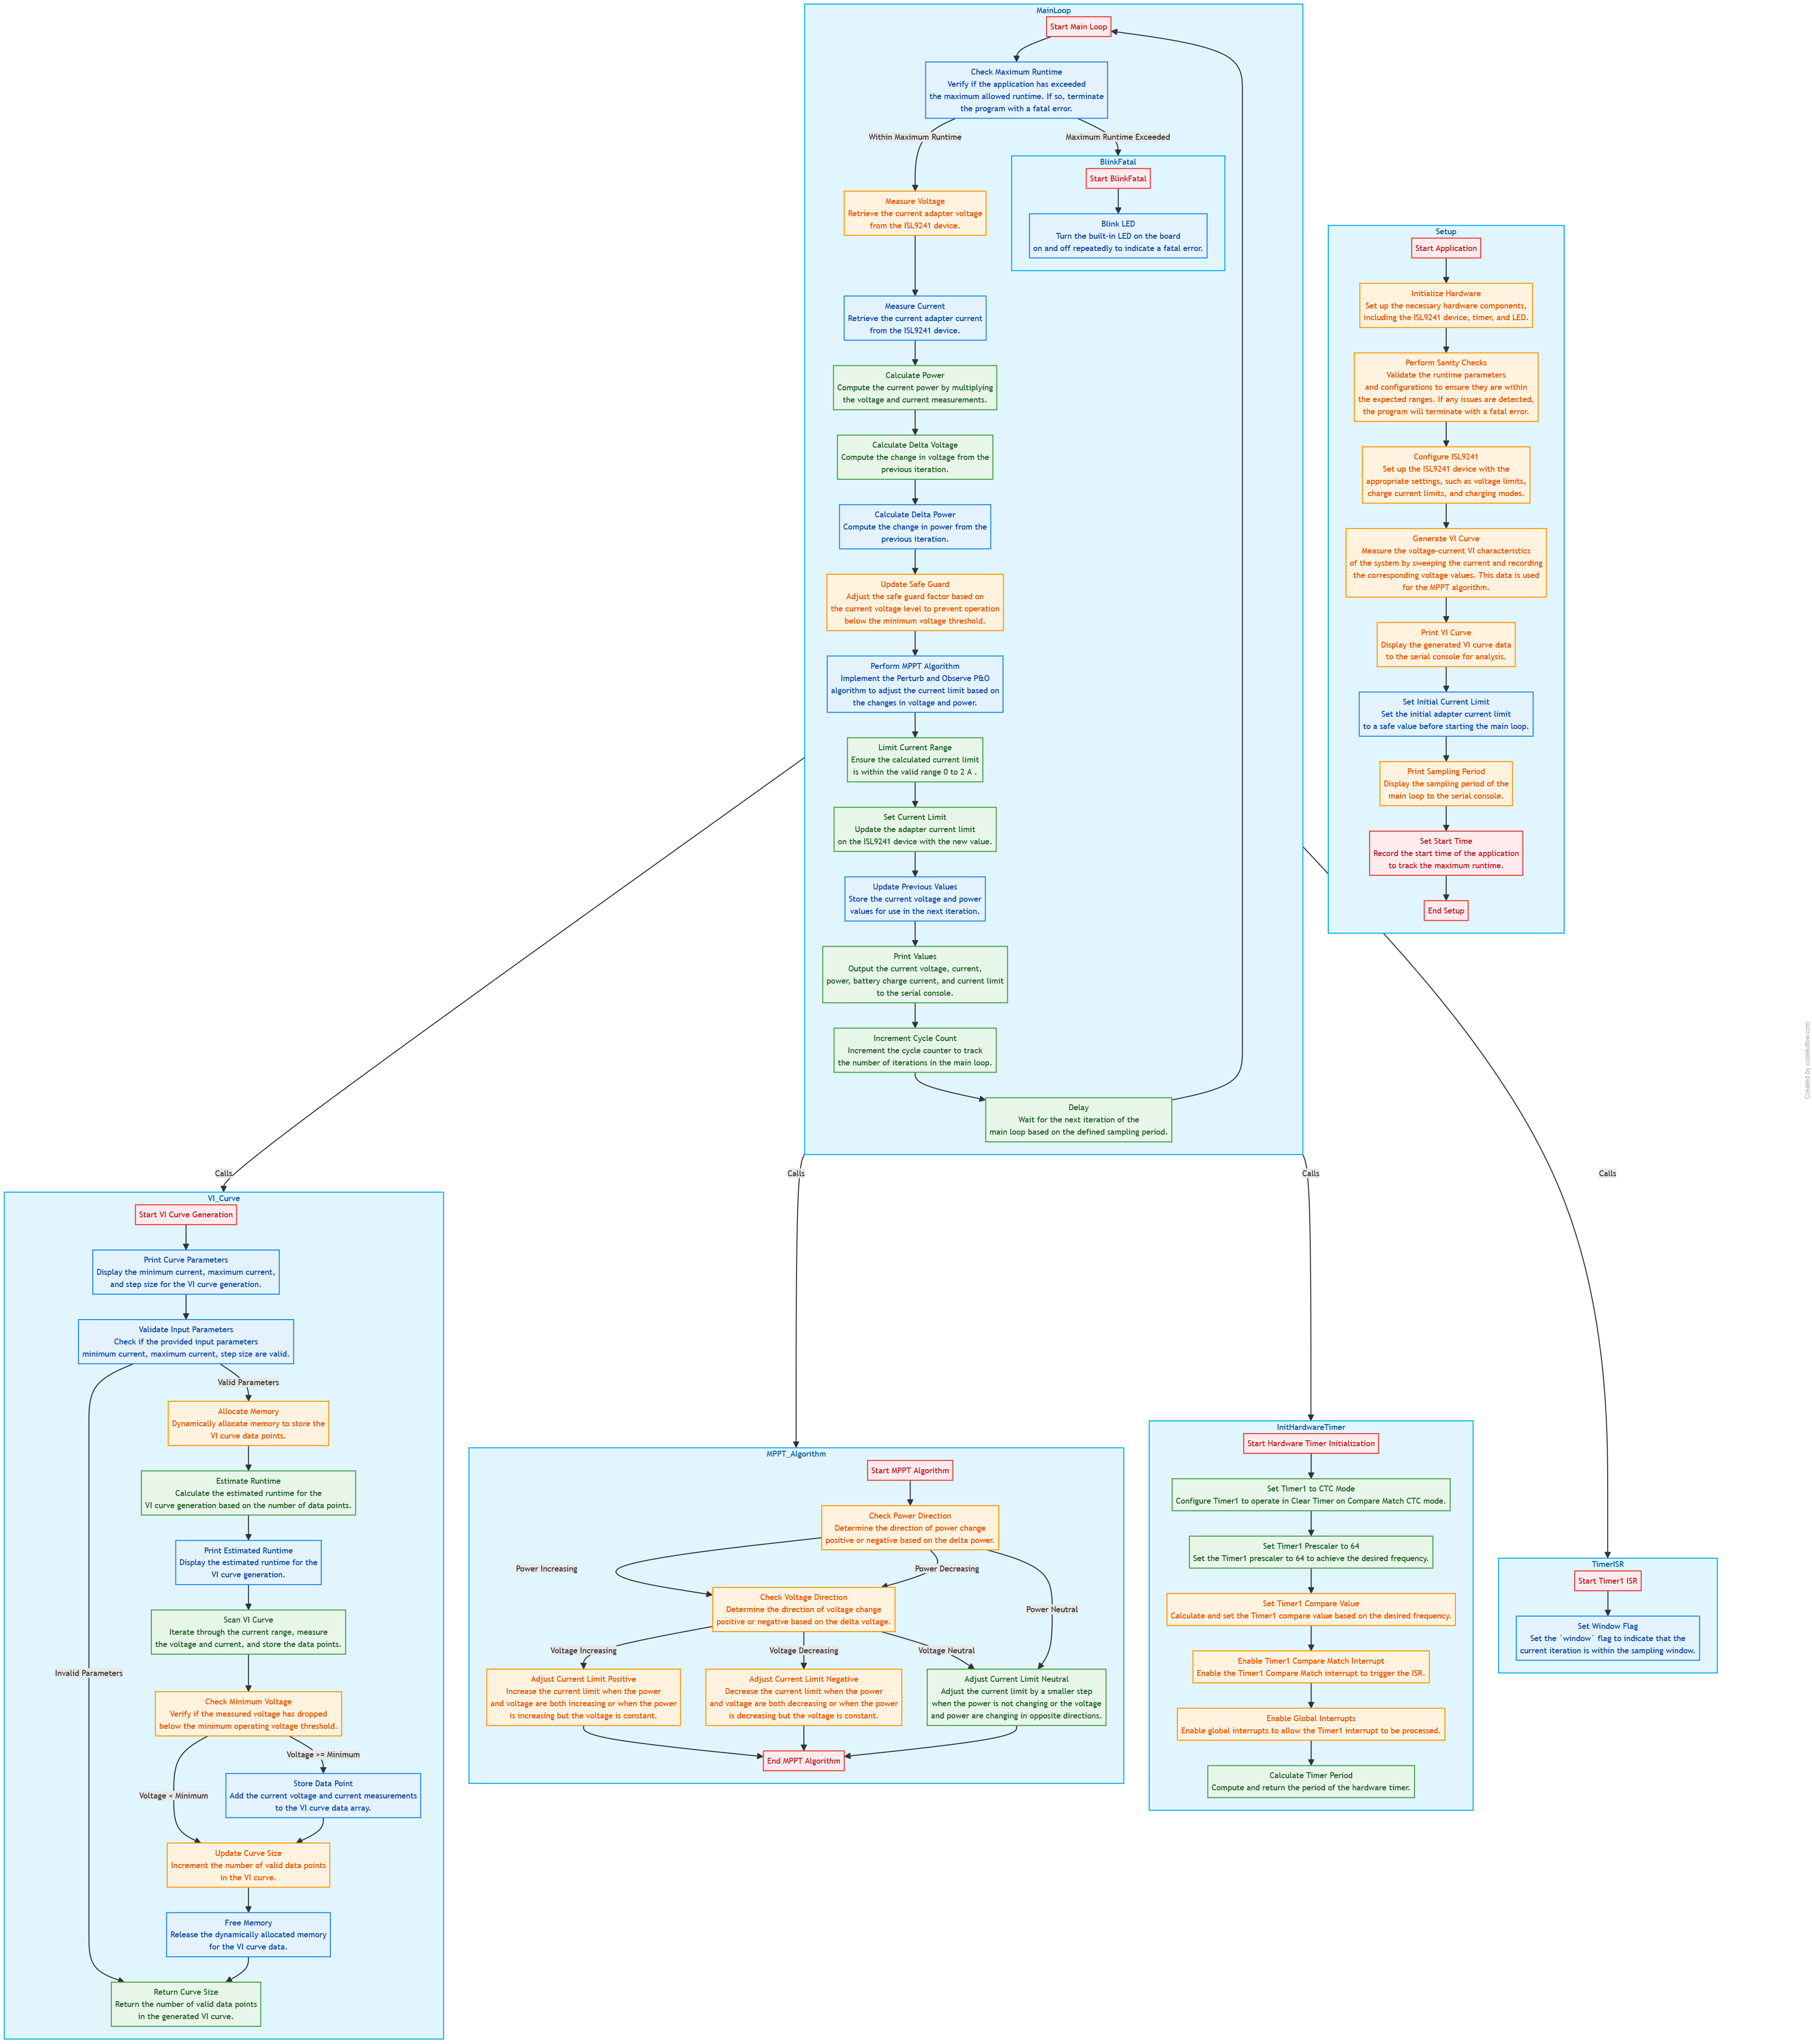 MainLoop
Start Main Loop
Check Maximum Runtime
Verify if the application has exceeded
the maximum allowed runtime. If so, terminate
the program with a fatal error.
Within Maximum Runtime
Maximum Runtime Exceeded
BlinkFatal
Start BlinkFatal
Blink LED
Turn the built-in LED on the board
on and off repeatedly to indicate a fatal error.
Measure Voltage
Retrieve the current adapter voltage
from the ISL9241 device.
Measure Current
Retrieve the current adapter current
from the ISL9241 device.
Calculate Power
Compute the current power by multiplying
the voltage and current measurements.
Calculate Delta Voltage
Compute the change in voltage from the
previous iteration.
Calculate Delta Power
Compute the change in power from the
previous iteration.
Update Safe Guard
Adjust the safe guard factor based on
the current voltage level to prevent operation
below the minimum voltage threshold.
Perform MPPT Algorithm
Implement the Perturb and Observe P&O
algorithm to adjust the current limit based on
the changes in voltage and power.
Limit Current Range
Ensure the calculated current limit
is within the valid range 0 to 2 A .
Set Current Limit
Update the adapter current limit
on the ISL9241 device with the new value.
Update Previous Values
Store the current voltage and power
values for use in the next iteration.
Print Values
Output the current voltage, current,
power, battery charge current, and current limit
to the serial console.
Increment Cycle Count
Increment the cycle counter to track
the number of iterations in the main loop.
Delay
Wait for the next iteration of the
main loop based on the defined sampling period.
Setup
Start Application
Initialize Hardware
Set up the necessary hardware components,
including the ISL9241 device, timer, and LED.
Perform Sanity Checks
Validate the runtime parameters
and configurations to ensure they are within
the expected ranges. If any issues are detected,
the program will terminate with a fatal error.
Configure ISL9241
Set up the ISL9241 device with the
appropriate settings, such as voltage limits,
charge current limits, and charging modes.
Generate VI Curve
Measure the voltage-current VI characteristics
of the system by sweeping the current and recording
the corresponding voltage values. This data is used
for the MPPT algorithm.
Print VI Curve
Display the generated VI curve data
to the serial console for analysis.
Set Initial Current Limit
Set the initial adapter current limit
to a safe value before starting the main loop.
Print Sampling Period
Display the sampling period of the
main loop to the serial console.
Set Start Time
Record the start time of the application
to track the maximum runtime.
End Setup
Created by codetoflow.com
Calls
Calls
Calls
Calls
VI_Curve
Start VI Curve Generation
Print Curve Parameters
Display the minimum current, maximum current,
and step size for the VI curve generation.
Validate Input Parameters
Check if the provided input parameters
minimum current, maximum current, step size are valid.
Valid Parameters
Allocate Memory
Dynamically allocate memory to store the
VI curve data points.
Estimate Runtime
Calculate the estimated runtime for the
VI curve generation based on the number of data points.
Print Estimated Runtime
Display the estimated runtime for the
VI curve generation.
Scan VI Curve
Iterate through the current range, measure
the voltage and current, and store the data points.
Invalid Parameters
Check Minimum Voltage
Verify if the measured voltage has dropped
below the minimum operating voltage threshold.
Voltage >= Minimum
Voltage < Minimum
Store Data Point
Add the current voltage and current measurements
to the VI curve data array.
Update Curve Size
Increment the number of valid data points
in the VI curve.
Free Memory
Release the dynamically allocated memory
for the VI curve data.
Return Curve Size
Return the number of valid data points
in the generated VI curve.
MPPT_Algorithm
Start MPPT Algorithm
Check Power Direction
Determine the direction of power change
positive or negative based on the delta power.
Power Increasing
Power Decreasing
Power Neutral
Check Voltage Direction
Determine the direction of voltage change
positive or negative based on the delta voltage.
Voltage Increasing
Voltage Decreasing
Voltage Neutral
Adjust Current Limit Positive
Increase the current limit when the power
and voltage are both increasing or when the power
is increasing but the voltage is constant.
Adjust Current Limit Negative
Decrease the current limit when the power
and voltage are both decreasing or when the power
is decreasing but the voltage is constant.
Adjust Current Limit Neutral
Adjust the current limit by a smaller step
when the power is not changing or the voltage
and power are changing in opposite directions.
End MPPT Algorithm
InitHardwareTimer
Start Hardware Timer Initialization
Set Timer1 to CTC Mode
Configure Timer1 to operate in Clear Timer on Compare Match CTC mode.
Set Timer1 Prescaler to 64
Set the Timer1 prescaler to 64 to achieve the desired frequency.
Set Timer1 Compare Value
Calculate and set the Timer1 compare value based on the desired frequency.
Enable Timer1 Compare Match Interrupt
Enable the Timer1 Compare Match interrupt to trigger the ISR.
Enable Global Interrupts
Enable global interrupts to allow the Timer1 interrupt to be processed.
Calculate Timer Period
Compute and return the period of the hardware timer.
TimerISR
Start Timer1 ISR
Set Window Flag
Set the `window` flag to indicate that the
current iteration is within the sampling window.